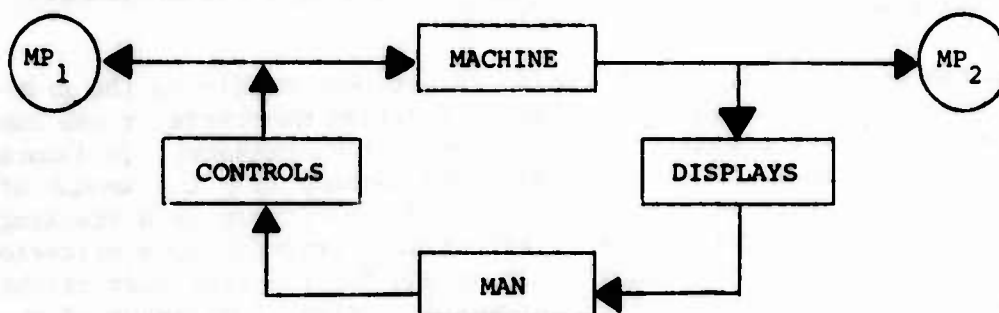 MP1
MACHINE
MP2
CONTROLS
DISPLAYS
MAN